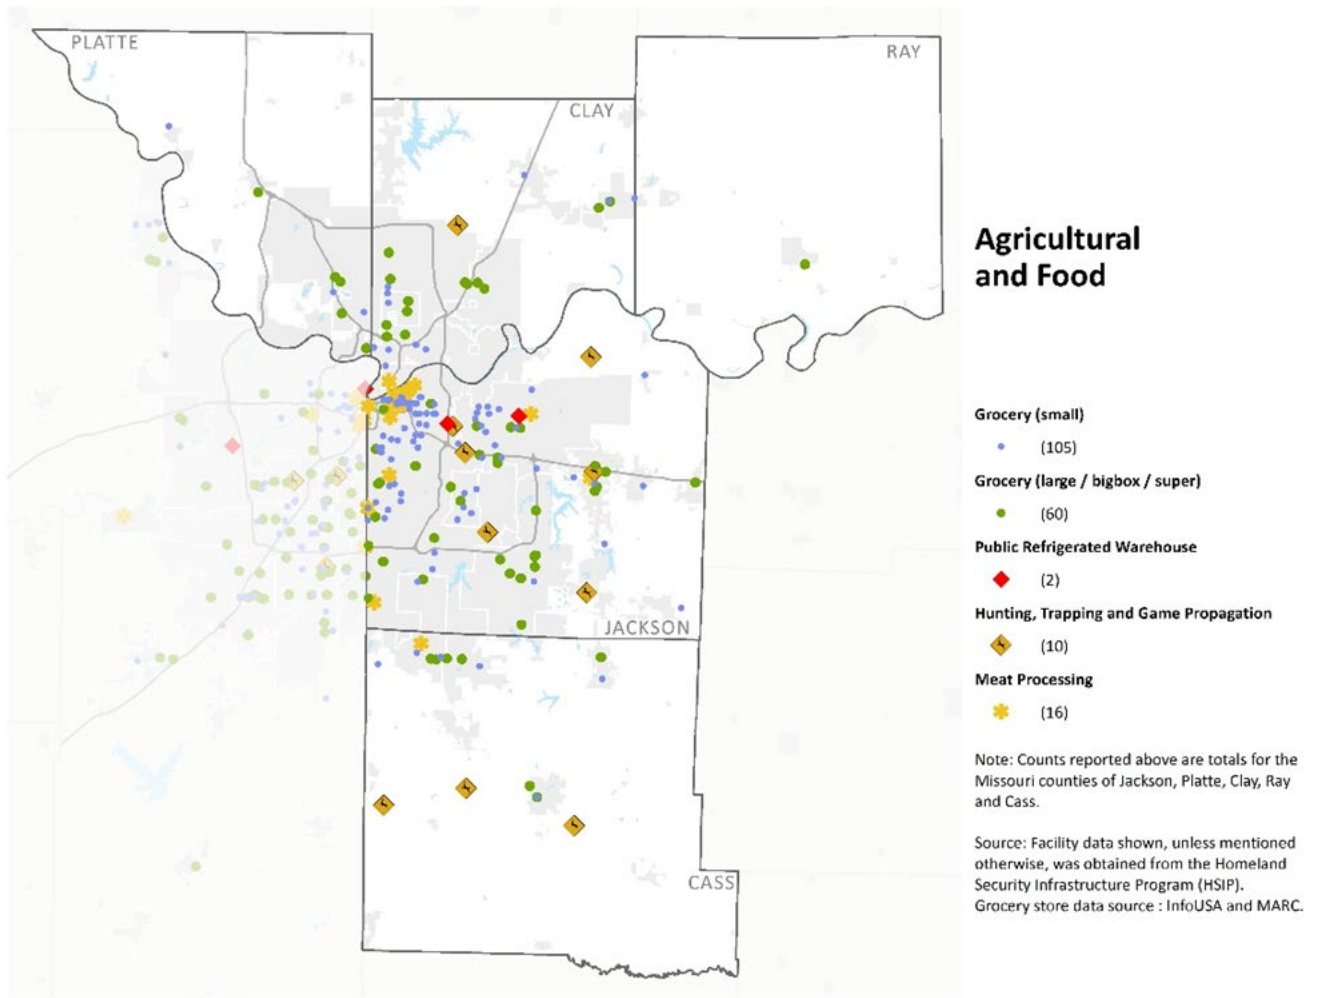 PLATTE
RAY
CLAY
JACKSON
CASS
Agricultural
and Food
Grocery (small)
(105)
Grocery (large / bigbox / super)
(60)
Public Refrigerated Warehouse
(2)
Hunting, Trapping and Game Propagation
(10)
Meat Processing
(16)
Note: Counts reported above are totals for the
Missouri counties of Jackson, Platte, Clay, Ray
and Cass.
Source: Facility data shown, unless mentioned
otherwise, was obtained from the Homeland
Security Infrastructure Program (HSIP).
Grocery store data source : InfoUSA and MARC.